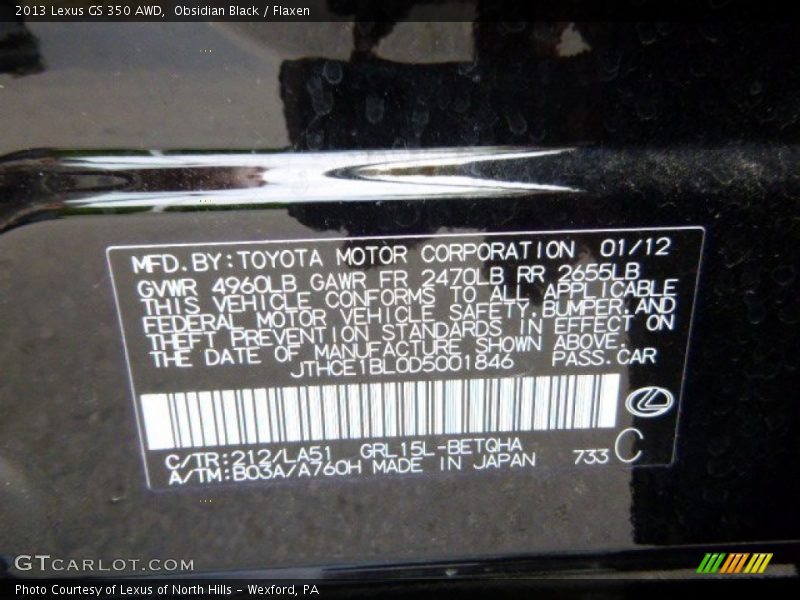 2013 Lexus GS 350 AWD, Obsidian Black / Flaxen
MFD. BY: TOYOTA MOTOR CORPORATION 01/12
GVWR 4960LB GAWR FR 2470LB RR 2655LB
THIS VEHICLE CONFORMS TO ALL APPLICABLE
FEDERAL MOTOR VEHICLE SAFETY, BUMPER, AND
THEFT PREVENTION STANDARDS IN EFFECT ON
THE DATE OF MANUFACTURE SHOWN ABOVE.
JTHCE1BL0D5001846 PASS. CAR
C/TR: 212/LA51 GRL15L-BETQHA
A/TM: B03A/A760H MADE IN JAPAN 733 C
GTCARLOT.COM
Photo Courtesy of Lexus of North Hills - Wexford, PA